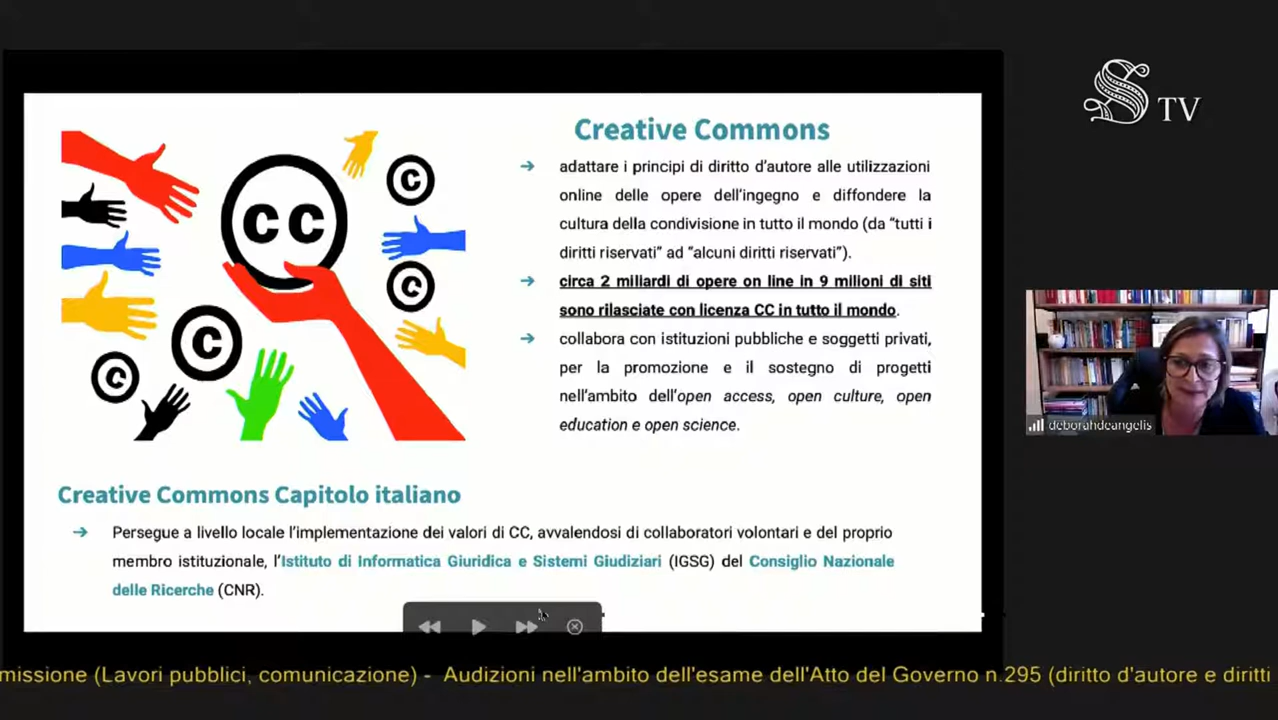 S TV
Creative Commons
→ adattare i principi di diritto d'autore alle utilizzazioni
online delle opere dell'ingegno e diffondere la
cultura della condivisione in tutto il mondo (da “tutti i
diritti riservati” ad “alcuni diritti riservati”).
→ circa 2 miliardi di opere on line in 9 milioni di siti
sono rilasciate con licenza CC in tutto il mondo.
→ collabora con istituzioni pubbliche e soggetti privati,
per la promozione e il sostegno di progetti
nell'ambito dell'open access, open culture, open
education e open science.
cc
C
C
C
C
Creative Commons Capitolo italiano
→ Persegue a livello locale l'implementazione dei valori di CC, avvalendosi di collaboratori volontari e del proprio
membro istituzionale, l'Istituto di Informatica Giuridica e Sistemi Giudiziari (IGSG) del Consiglio Nazionale
delle Ricerche (CNR).
deborahdeangelis
missione (Lavori pubblici, comunicazione) - Audizioni nell'ambito dell'esame dell'Atto del Governo n.295 (diritto d'autore e diritti